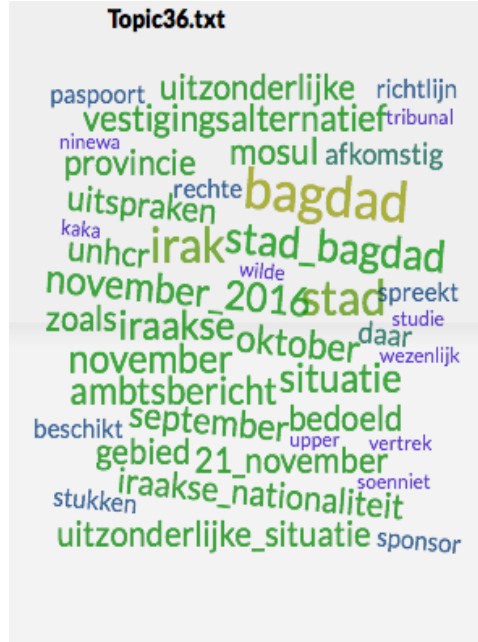 Topic36.txt
paspoort uitzonderlijke richtlijn
vestigingsalternatief tribunal
ninewa
provincie mosul afkomstig
uitspraken rechte bagdad
kaka
unhcr irak stad_bagdad
wilde
november_2016 stad spreekt
zoals iraakse oktober daar studie
november wezenlijk
ambtsbericht situatie
beschikt september bedoeld
upper vertrek
gebied 21_november
soenniet
stukken iraakse_nationaliteit
uitzonderlijke_situatie sponsor